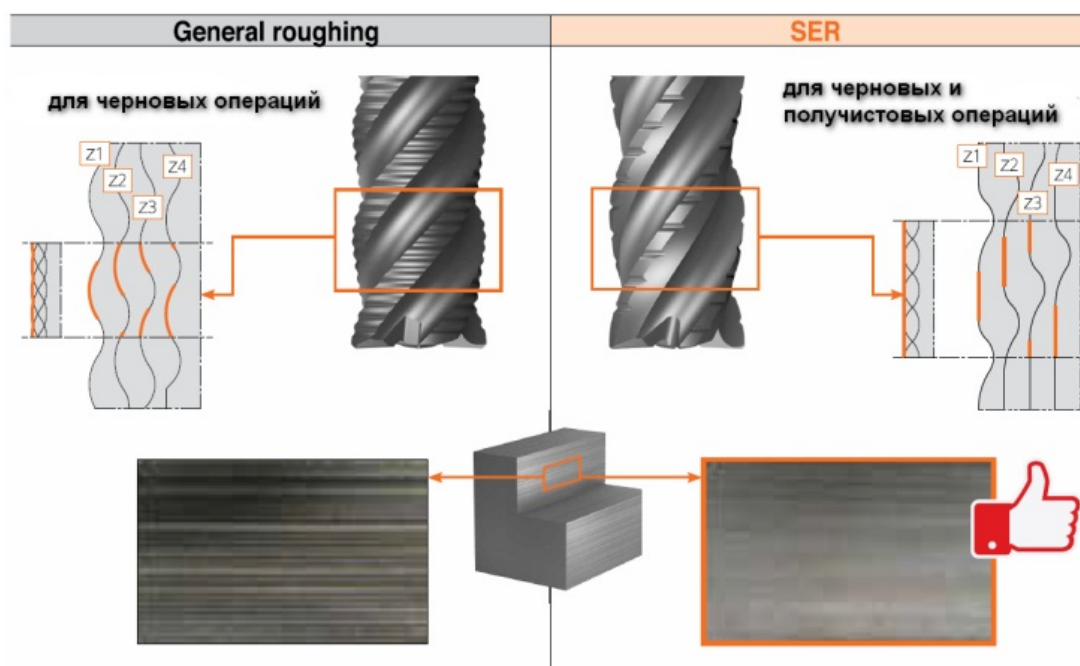 General roughing
SER
для черновых операций
для черновых и
получистовых операций
Z1
Z2
Z3
Z4
Z1
Z2
Z3
Z4